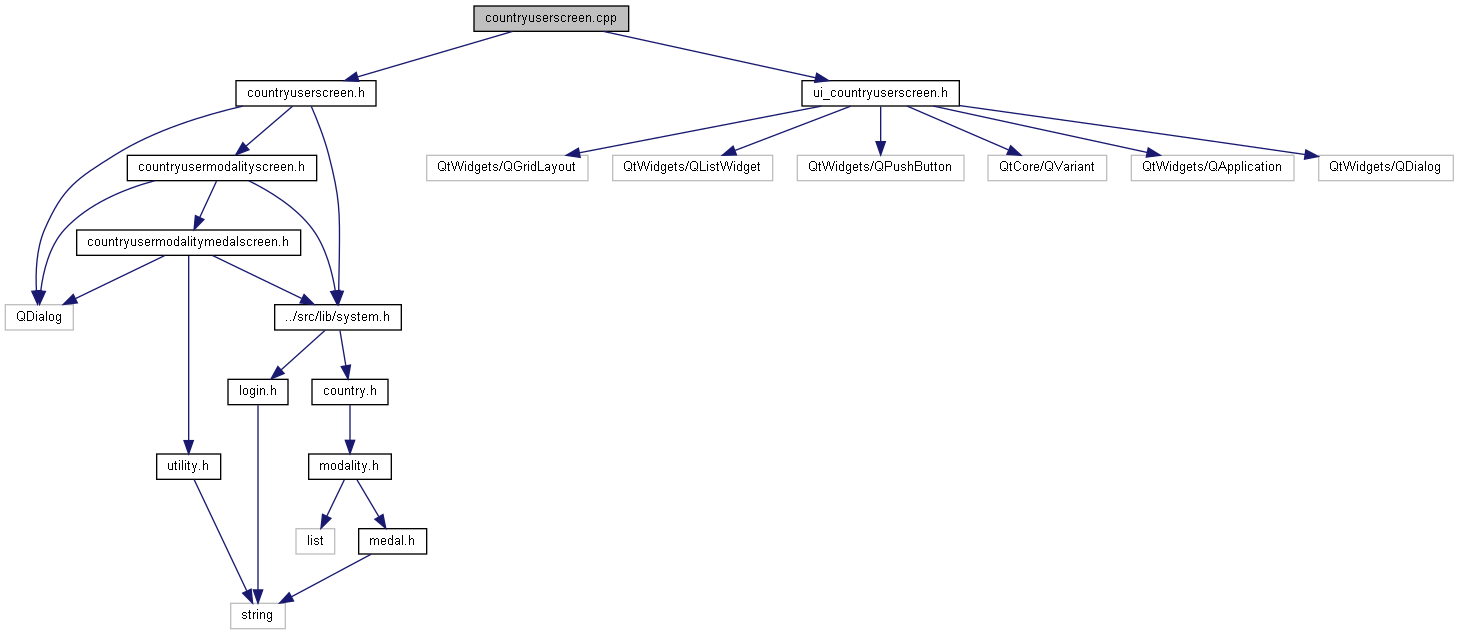 countryuserscreen.cpp
countryuserscreen.h
ui_countryuserscreen.h
countryusermodalityscreen.h
QtWidgets/QGridLayout
QtWidgets/QListWidget
QtWidgets/QPushButton
QtCore/QVariant
QtWidgets/QApplication
QtWidgets/QDialog
countryusermodalitymedalscreen.h
QDialog
../src/lib/system.h
login.h
country.h
utility.h
modality.h
list
medal.h
string